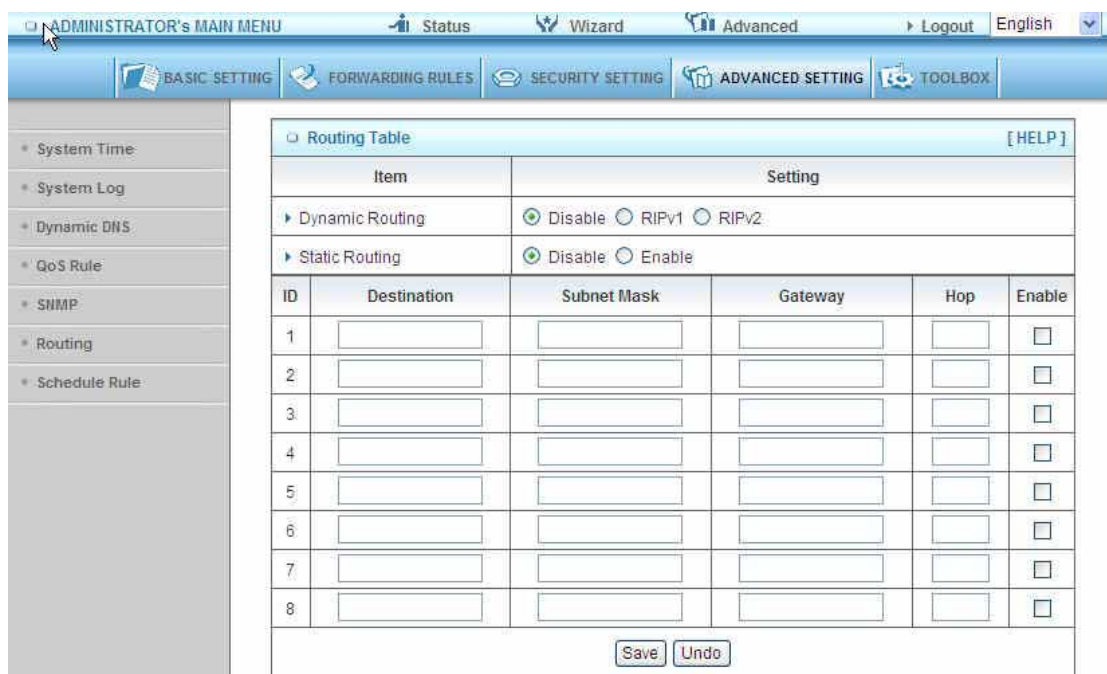 ADMINISTRATOR's MAIN MENU Status Wizard Advanced Logout English
BASIC SETTING FORWARDING RULES SECURITY SETTING ADVANCED SETTING TOOLBOX
System Time
System Log
Dynamic DNS
QoS Rule
SNMP
Routing
Schedule Rule
Routing Table [ HELP ]
Item Setting
Dynamic Routing Disable RIPv1 RIPv2
Static Routing Disable Enable
ID Destination Subnet Mask Gateway Hop Enable
1
2
3
4
5
6
7
8
Save Undo